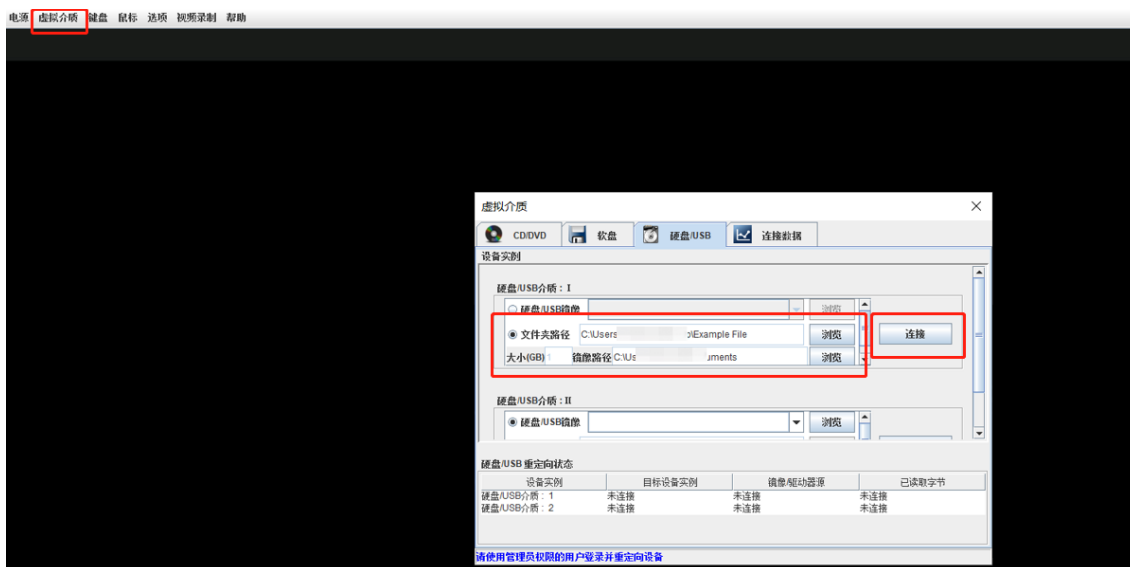 电源 虚拟介质 键盘 鼠标 选项 视频录制 帮助
虚拟介质
CD/DVD 软盘 硬盘/USB 连接数据
设备实例
硬盘/USB介质：I
硬盘/USB镜像 浏览
文件夹路径 C:\Users \Example File 浏览 连接
大小(GB) 1 镜像路径 C:\Us uments 浏览
硬盘/USB介质：II
硬盘/USB镜像 浏览
硬盘/USB 重定向状态
设备实例 目标设备实例 镜像/驱动器源 已读取字节
硬盘/USB介质：1 未连接 未连接 未连接
硬盘/USB介质：2 未连接 未连接 未连接
请使用管理员权限的用户登录并重定向设备